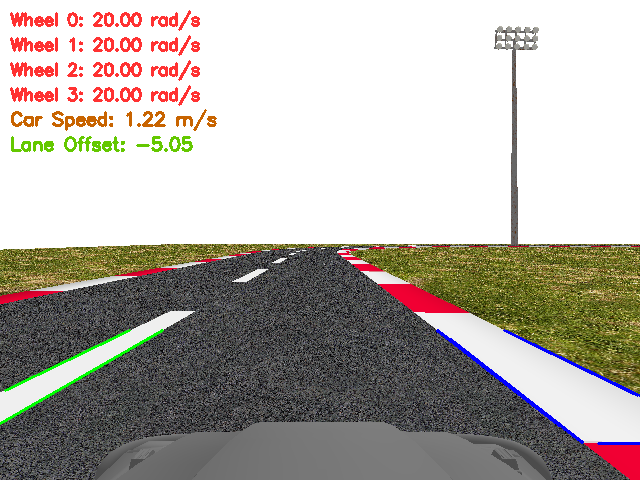 Wheel 0: 20.00 rad/s
Wheel 1: 20.00 rad/s
Wheel 2: 20.00 rad/s
Wheel 3: 20.00 rad/s
Car Speed: 1.22 m/s
Lane Offset: -5.05